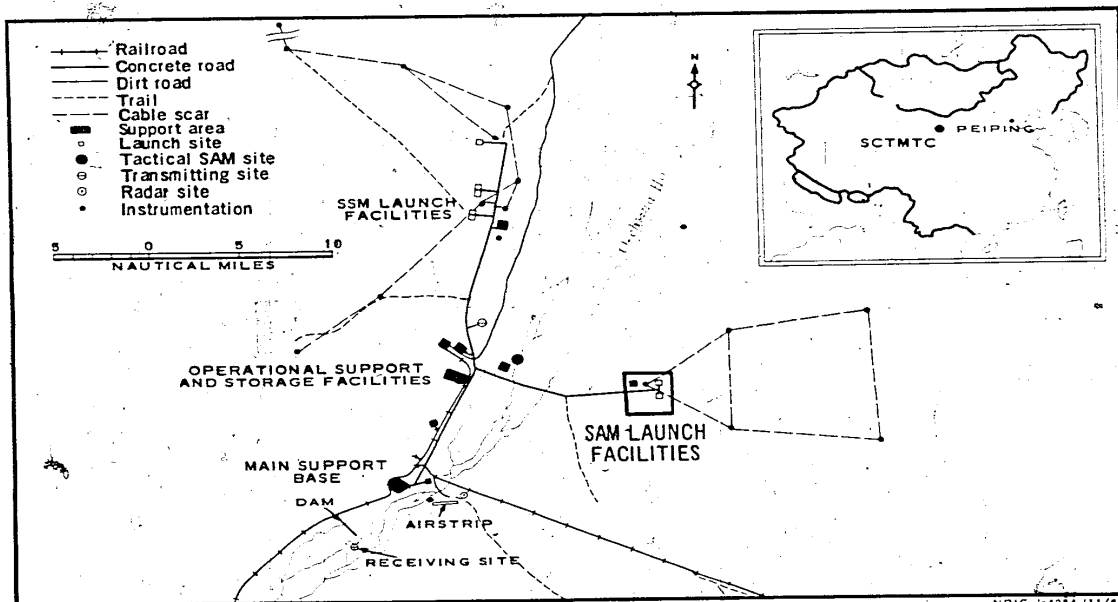 Railroad
Concrete road
Dirt road
Trail
Cable scar
Support area
Launch site
Tactical SAM site
Transmitting site
Radar site
Instrumentation
5 0 10
NAUTICAL MILES
N
SCTMTC
PEIPING
SSM LAUNCH
FACILITIES
OPERATIONAL SUPPORT
AND STORAGE FACILITIES
SAM LAUNCH
FACILITIES
MAIN SUPPORT
BASE
DAM
AIRSTRIP
RECEIVING SITE